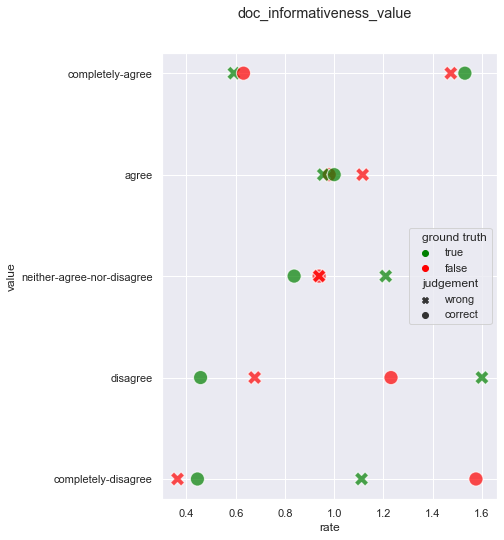 doc_informativeness_value
completely-agree
agree
neither-agree-nor-disagree
disagree
completely-disagree
value
ground truth
true
false
judgement
wrong
correct
0.4 0.6 0.8 1.0 1.2 1.4 1.6
rate